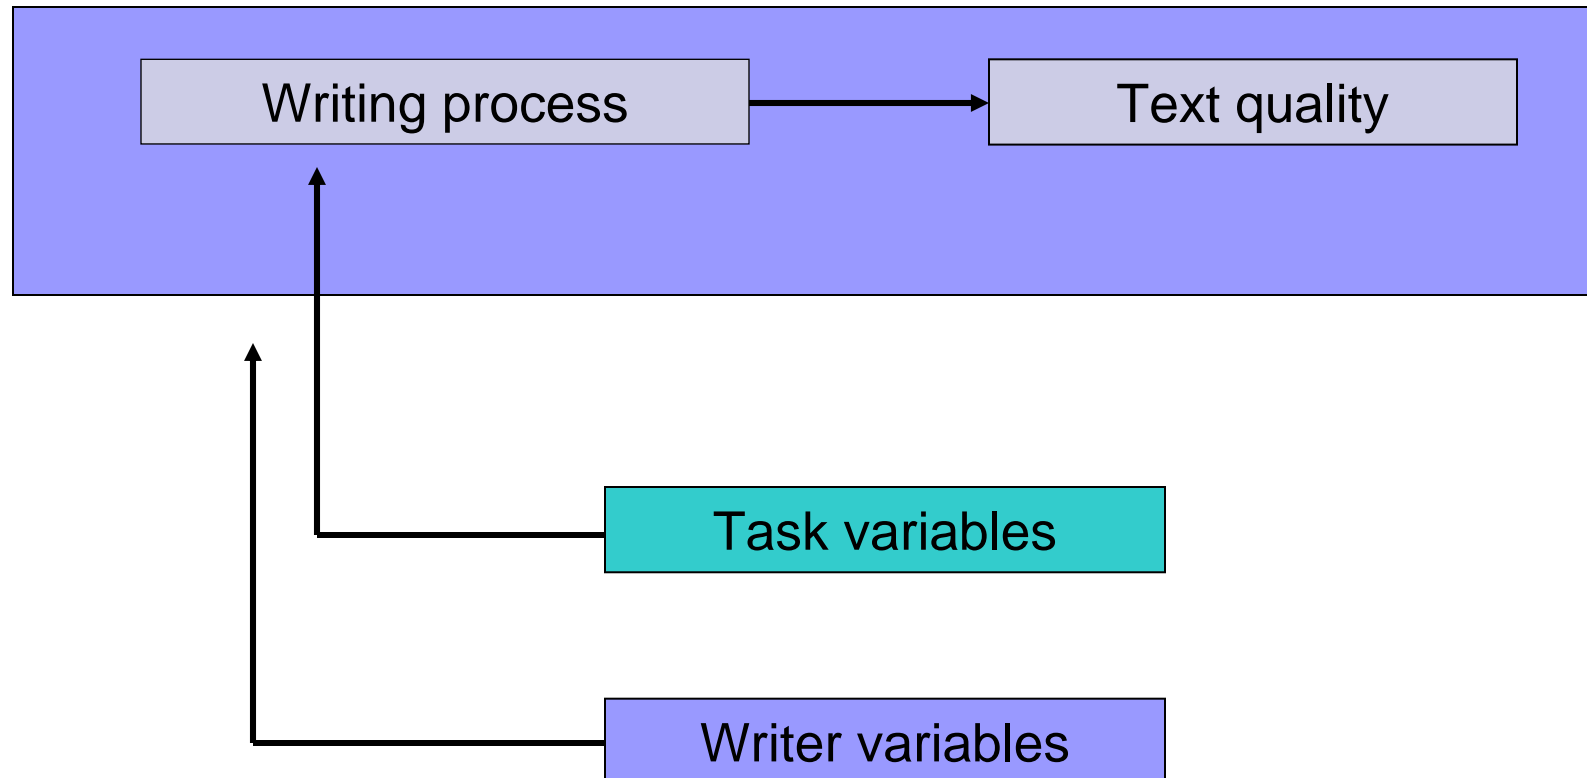 Writing process
Text quality
Task variables
Writer variables